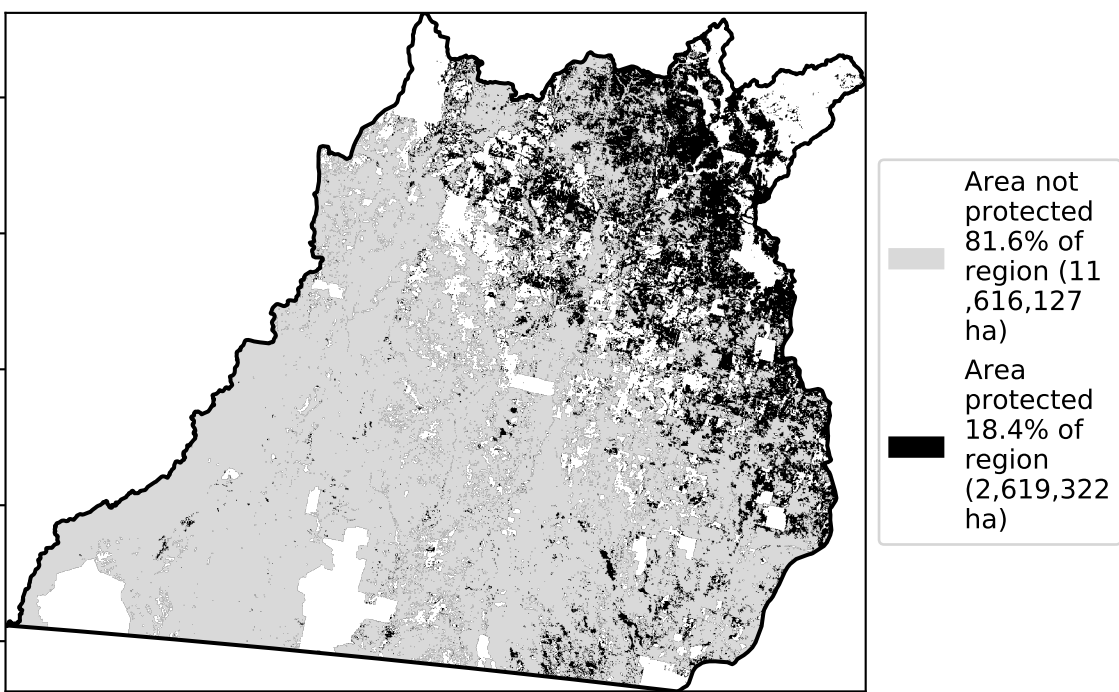 Area not
protected
81.6% of
region (11
,616,127
ha)
Area
protected
18.4% of
region
(2,619,322
ha)